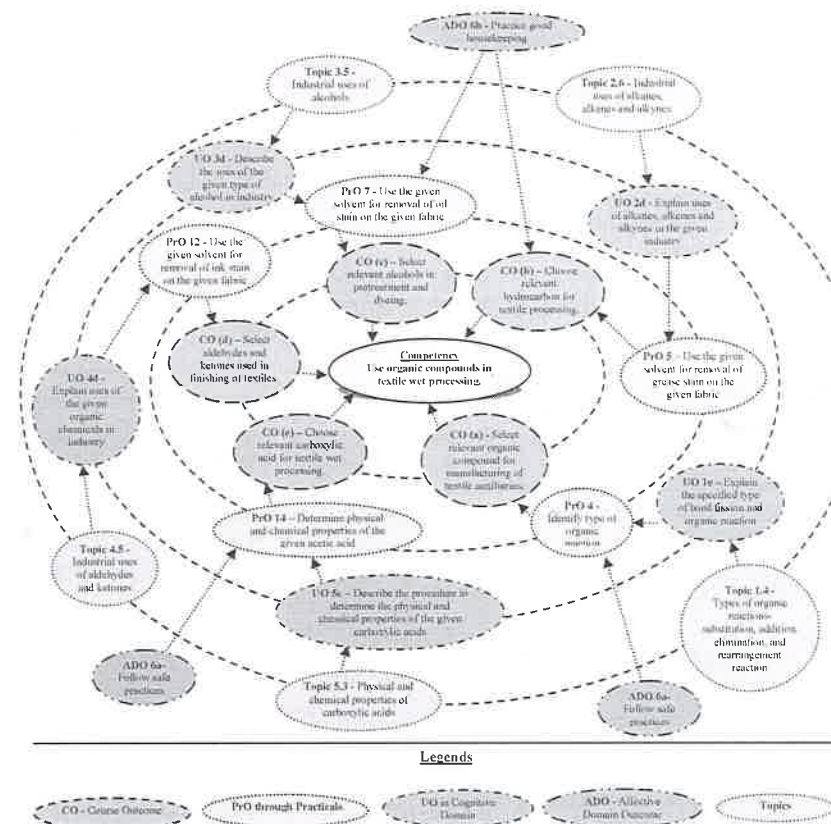 ADO 6b - Practice good
housekeeping
Topic 3.5 -
Industrial uses of
alcohols
Topic 2.6 - Industrial
uses of alkanes,
alkenes and alkynes
UO 3d - Describe
the uses of the
given type of
alcohol in industry
PrO 7 - Use the given
solvent for removal of oil
stain on the given fabric
UO 2d - Explain uses
of alkanes, alkenes and
alkynes in the given
industry
PrO 12 - Use the
given solvent for
removal of ink stain
on the given fabric
CO (c) – Select
relevant alcohols in
pretreatment and
dyeing.
CO (b) – Choose
relevant
hydrocarbon for
textile processing.
CO (d) – Select
aldehydes and
ketones used in
finishing of textiles
Competency
Use organic compounds in
textile wet processing.
PrO 5 - Use the given
solvent for removal of
grease stain on the
given fabric
UO 4d -
Explain uses of
the given
organic
chemicals in
industry
CO (e) – Choose
relevant carboxylic
acid for textile wet
processing.
CO (a) - Select
relevant organic
compound for
manufacturing of
textile auxiliaries.
UO 1e – Explain
the specified type
of bond fission and
organic reaction
PrO 14 – Determine physical
and chemical properties of the
given acetic acid
PrO 4 -
Identify type of
organic
reaction
Topic 4.5 -
Industrial uses
of aldehydes
and ketones
UO 5c – Describe the procedure to
determine the physical and
chemical properties of the given
carboxylic acids
Topic 1.4 -
Types of organic
reactions-
substitution, addition,
elimination, and
rearrangement
reaction
ADO 6a-
Follow safe
practices
Topic 5.3 - Physical and
chemical properties of
carboxylic acids
ADO 6a-
Follow safe
practices
Legends
CO - Course Outcome
PrO through Practicals
UO in Cognitive
Domain
ADO - Affective
Domain Outcome
Topics